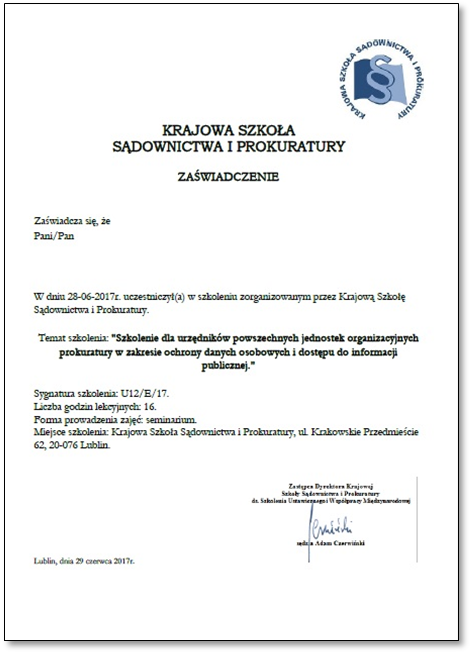 KRAJOWA SZKOŁA SĄDOWNICTWA I PROKURATURY
KRAJOWA SZKOŁA
SĄDOWNICTWA I PROKURATURY
ZAŚWIADCZENIE
Zaświadcza się, że
Pani/Pan
W dniu 28-06-2017r. uczestniczył(a) w szkoleniu zorganizowanym przez Krajową Szkołę
Sądownictwa i Prokuratury.
Temat szkolenia: "Szkolenie dla urzędników powszechnych jednostek organizacyjnych
prokuratury w zakresie ochrony danych osobowych i dostępu do informacji
publicznej."
Sygnatura szkolenia: U12/E/17.
Liczba godzin lekcyjnych: 16.
Forma prowadzenia zajęć: seminarium.
Miejsce szkolenia: Krajowa Szkoła Sądownictwa i Prokuratury, ul. Krakowskie Przedmieście
62, 20-076 Lublin.
Zastępca Dyrektora Krajowej
Szkoły Sądownictwa i Prokuratury
ds. Szkolenia Ustawicznego i Współpracy Międzynarodowej
sędzia Adam Czerwiński
Lublin, dnia 29 czerwca 2017r.